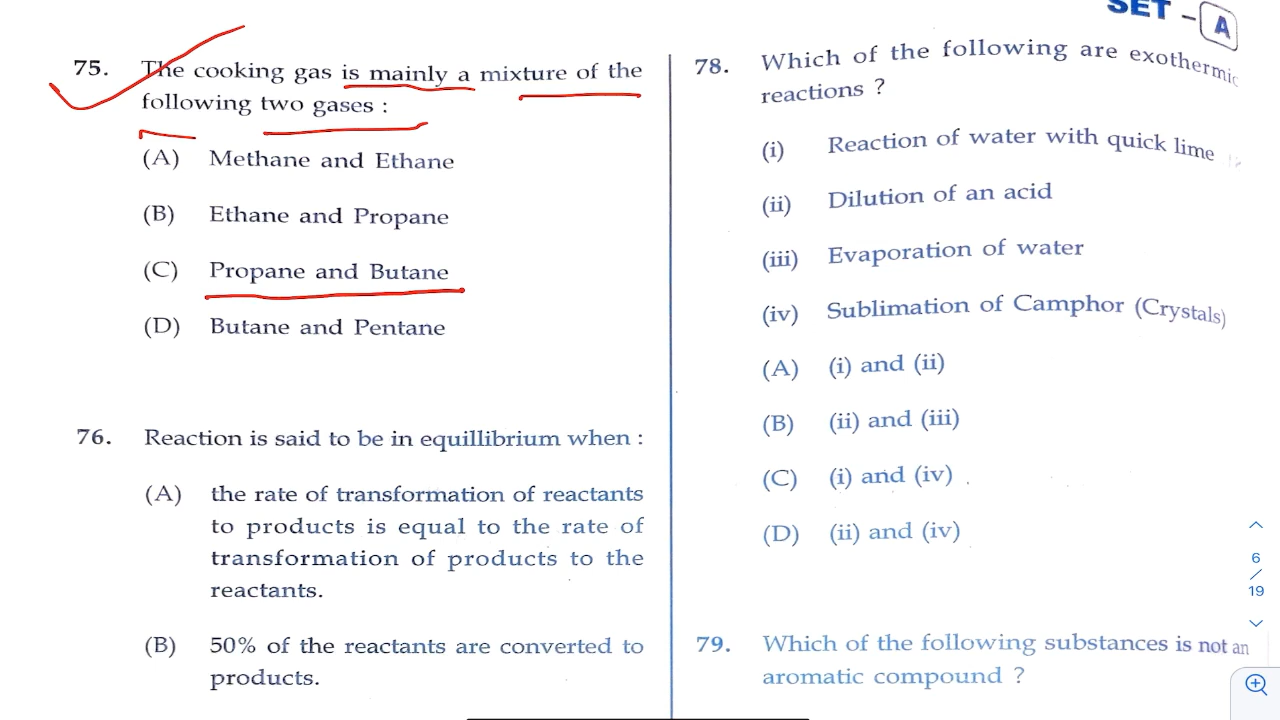 SET - A
75. The cooking gas is mainly a mixture of the
following two gases :
(A) Methane and Ethane
(B) Ethane and Propane
(C) Propane and Butane
(D) Butane and Pentane
76. Reaction is said to be in equillibrium when :
(A) the rate of transformation of reactants
to products is equal to the rate of
transformation of products to the
reactants.
(B) 50% of the reactants are converted to
products.
78. Which of the following are exothermic
reactions ?
(i) Reaction of water with quick lime
(ii) Dilution of an acid
(iii) Evaporation of water
(iv) Sublimation of Camphor (Crystals)
(A) (i) and (ii)
(B) (ii) and (iii)
(C) (i) and (iv)
(D) (ii) and (iv)
79. Which of the following substances is not an
aromatic compound ?
6
/
19